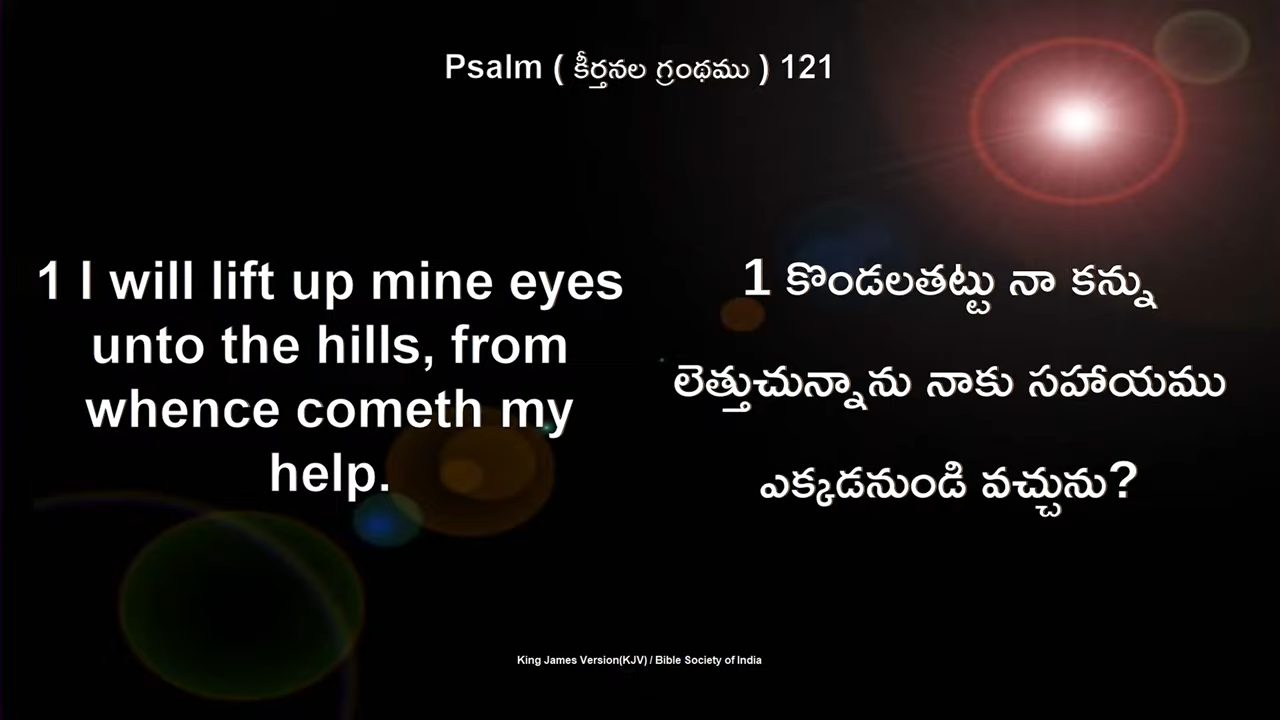 Psalm ( కీర్తనల గ్రంథము ) 121
1 I will lift up mine eyes
unto the hills, from
whence cometh my
help.
1 కొండలతట్టు నా కన్ను
లెత్తుచున్నాను నాకు సహాయము
ఎక్కడనుండి వచ్చును?
King James Version(KJV) / Bible Society of India